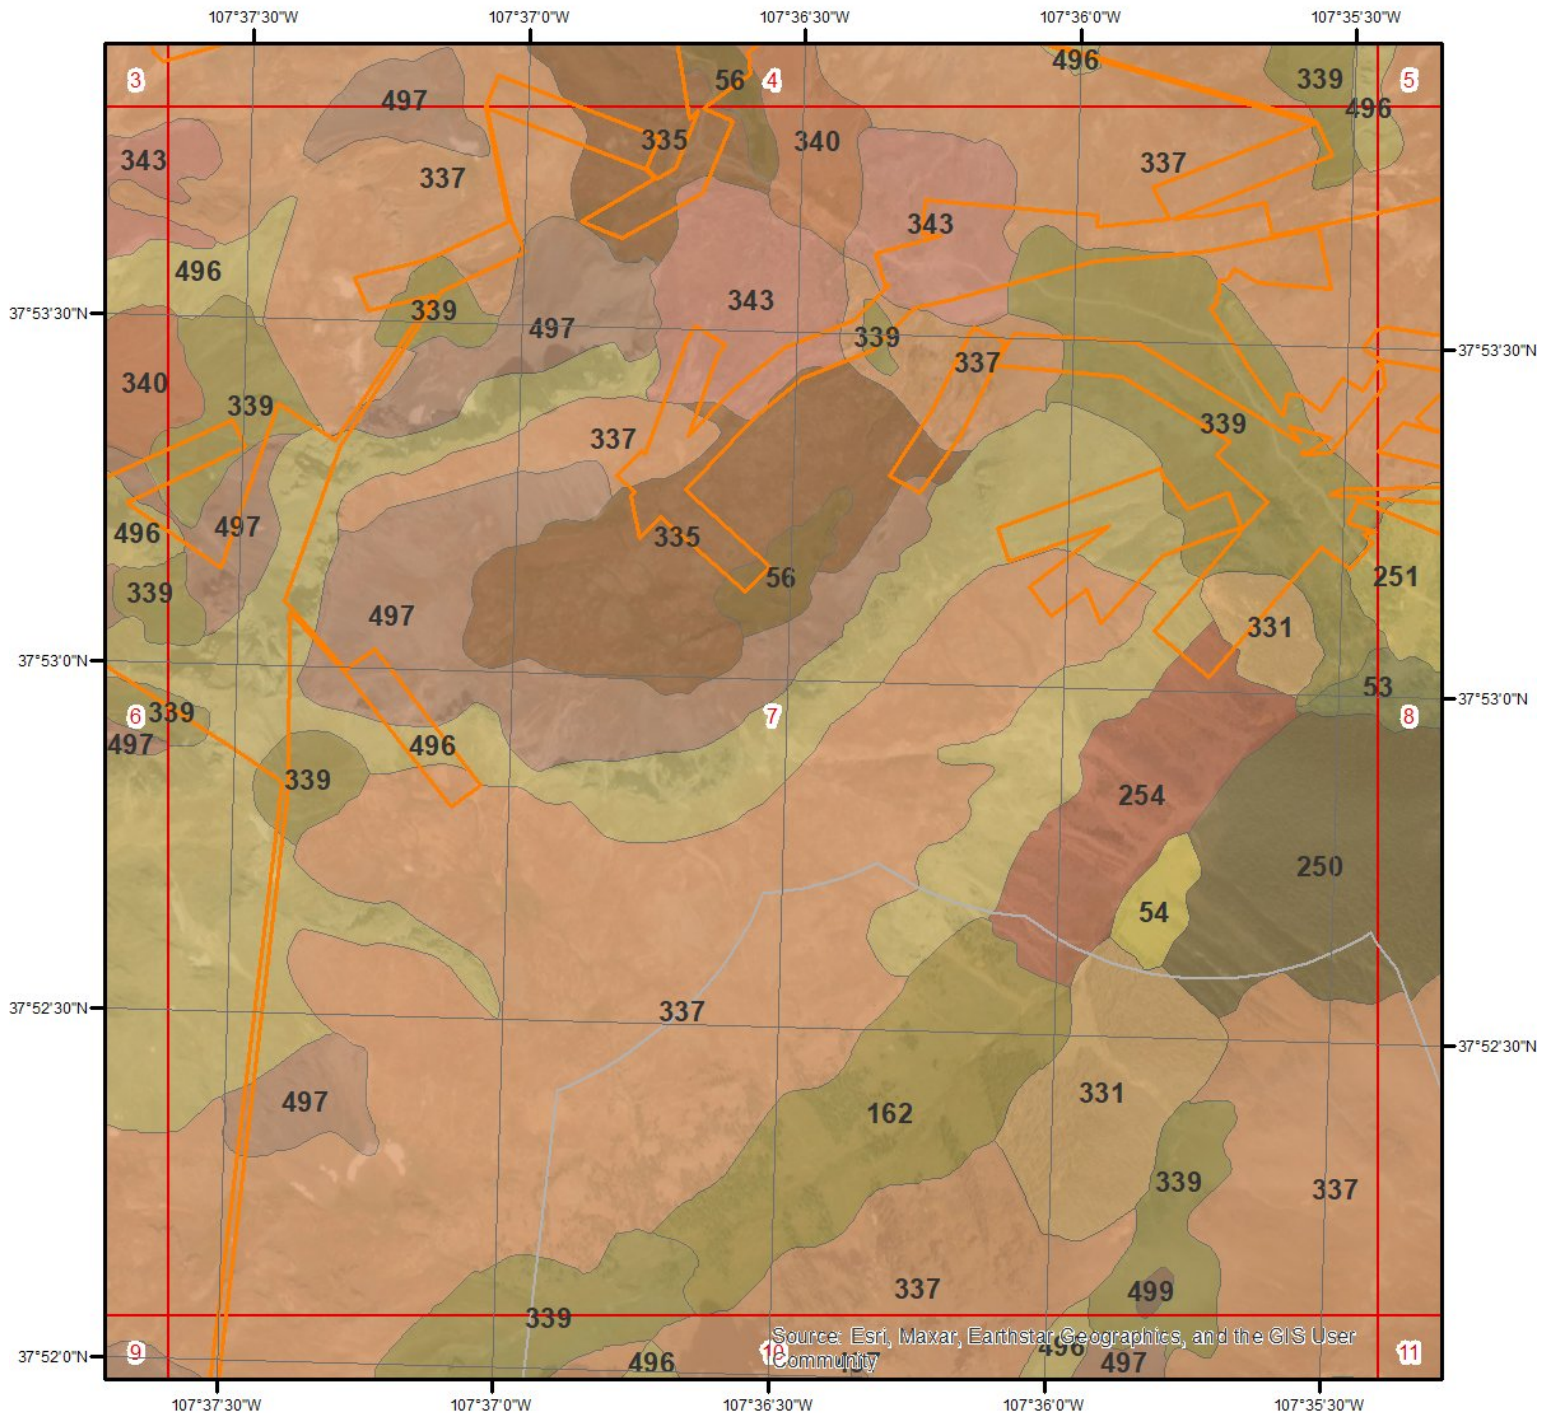 107°37'30"W 107°37'0"W 107°36'30"W 107°36'0"W 107°35'30"W
496
3 56 4 339 5
497 496
335 340
343 337 337
343
496
343
37°53'30"N 339
497 339
37°53'30"N
337
340
339 339
337
497 335
496
56 251
339
497 331
37°53'0"N
53 37°53'0"N
339
6 7 8
497 496
339
254
250
54
37°52'30"N 337
37°52'30"N
497 331
162
339 337
337 499
339
Source: Esri, Maxar, Earthstar Geographics, and the GIS User
Community
9 496 10 496 497 11
37°52'0"N
107°37'30"W 107°37'0"W 107°36'30"W 107°36'0"W 107°35'30"W